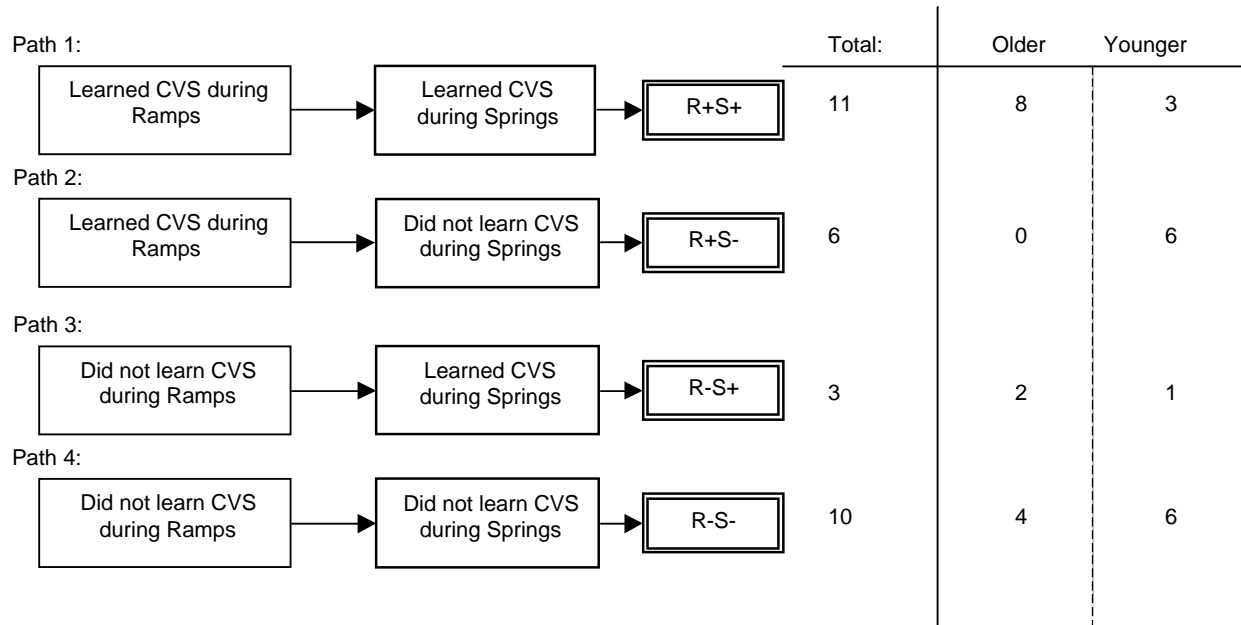 Total: Older Younger
Path 1:
Learned CVS during
Ramps
Learned CVS
during Springs
R+S+
11 8 3
Path 2:
Learned CVS during
Ramps
Did not learn CVS
during Springs
R+S-
6 0 6
Path 3:
Did not learn CVS
during Ramps
Learned CVS
during Springs
R-S+
3 2 1
Path 4:
Did not learn CVS
during Ramps
Did not learn CVS
during Springs
R-S-
10 4 6